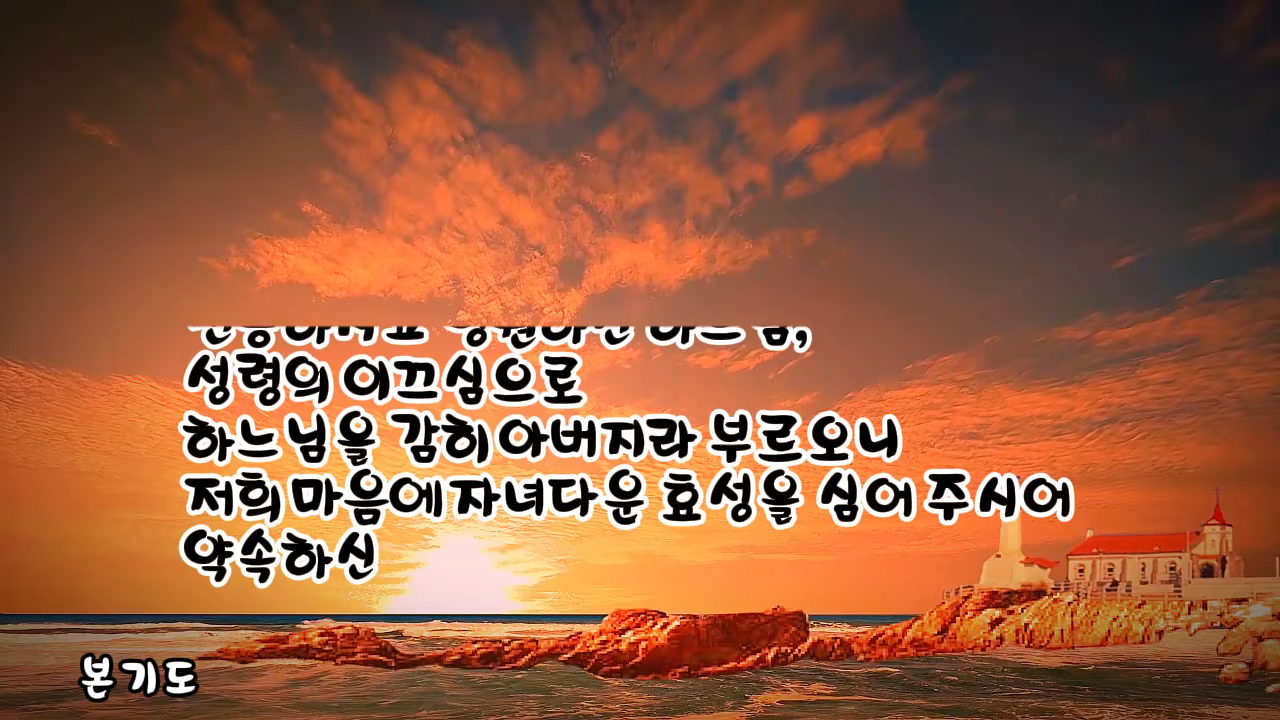 성령의 이끄심으로
하느님을 감히 아버지라 부르오니
저희 마음에 자녀다운 효성을 심어 주시어
약속하신
본기도